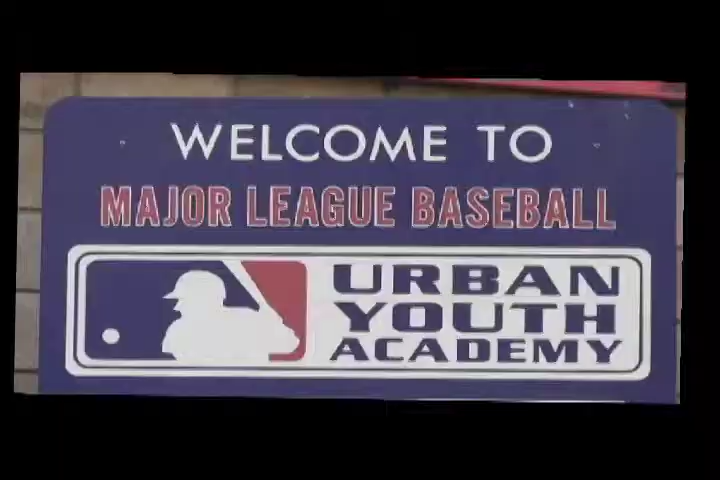 WELCOME TO
MAJOR LEAGUE BASEBALL
URBAN
YOUTH
ACADEMY